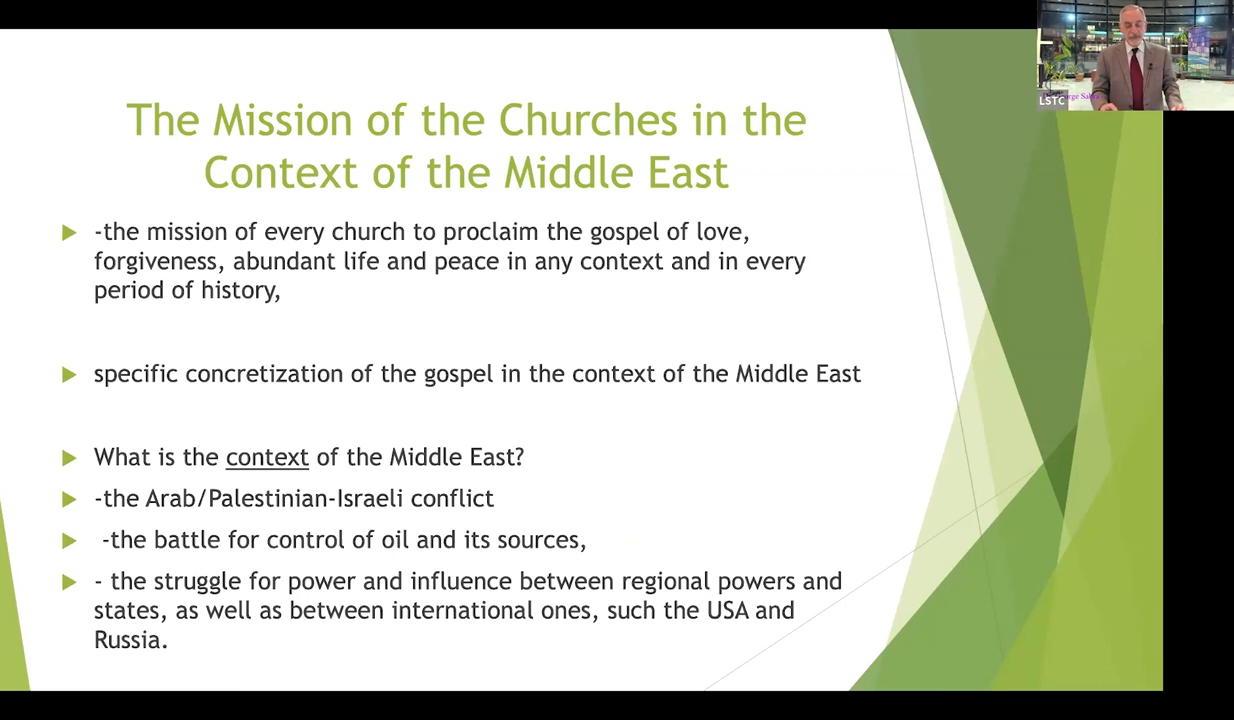 The Mission of the Churches in the
Context of the Middle East
-the mission of every church to proclaim the gospel of love,
forgiveness, abundant life and peace in any context and in every
period of history,
specific concretization of the gospel in the context of the Middle East
What is the context of the Middle East?
-the Arab/Palestinian-Israeli conflict
-the battle for control of oil and its sources,
- the struggle for power and influence between regional powers and
states, as well as between international ones, such the USA and
Russia.
LSTC